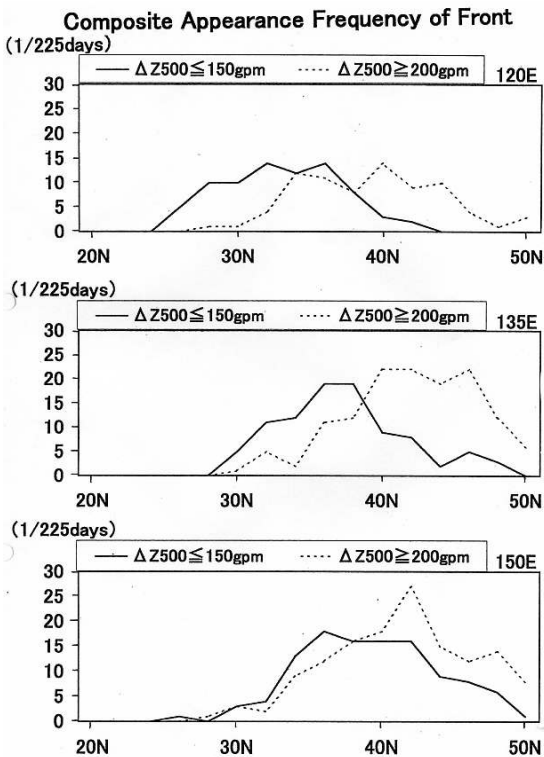 Composite Appearance Frequency of Front
(1/225days)
ΔZ500≦150gpm ΔZ500≧200gpm 120E
30
25
20
15
10
5
0
20N 30N 40N 50N
(1/225days)
ΔZ500≦150gpm ΔZ500≧200gpm 135E
30
25
20
15
10
5
0
20N 30N 40N 50N
(1/225days)
ΔZ500≦150gpm ΔZ500≧200gpm 150E
30
25
20
15
10
5
0
20N 30N 40N 50N